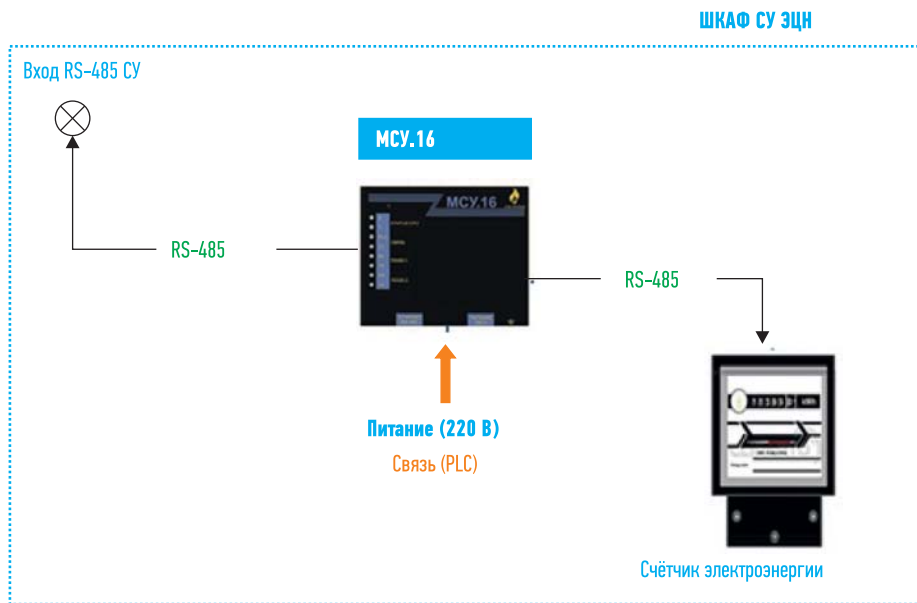 ШКАФ СУ ЭЦН
Вход RS-485 СУ
МСУ.16
МСУ.16
RS-485
RS-485
Питание (220 В)
Связь (PLC)
Счётчик электроэнергии